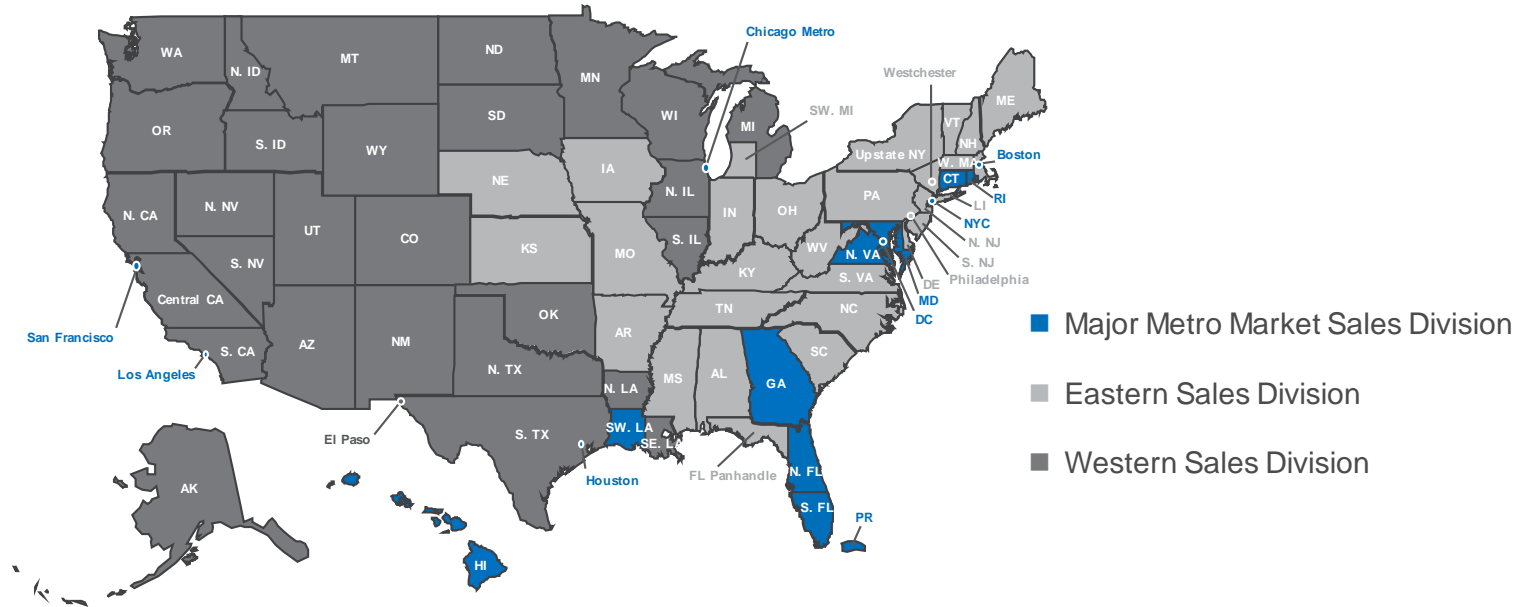 Chicago Metro
WA
MT
ND
N. ID
MN
Westchester
OR
SD
WI
MI
SW. MI
ME
VT
NH
S. ID
WY
Upstate NY
W. MA
Boston
IA
NE
CT
RI
PA
N. IL
LI
N. CA
N. NV
IN
OH
NYC
UT
CO
S. IL
N. NJ
KS
MO
WV
N. VA
S. NV
S. NJ
KY
S. VA
DE
Philadelphia
Central CA
MD
TN
NC
DC
OK
AR
San Francisco
AZ
NM
S. CA
SC
Los Angeles
N. TX
MS
AL
GA
N. LA
El Paso
S. TX
SW. LA
SE. LA
FL Panhandle
N. FL
Houston
AK
S. FL
PR
HI
Major Metro Market Sales Division
Eastern Sales Division
Western Sales Division